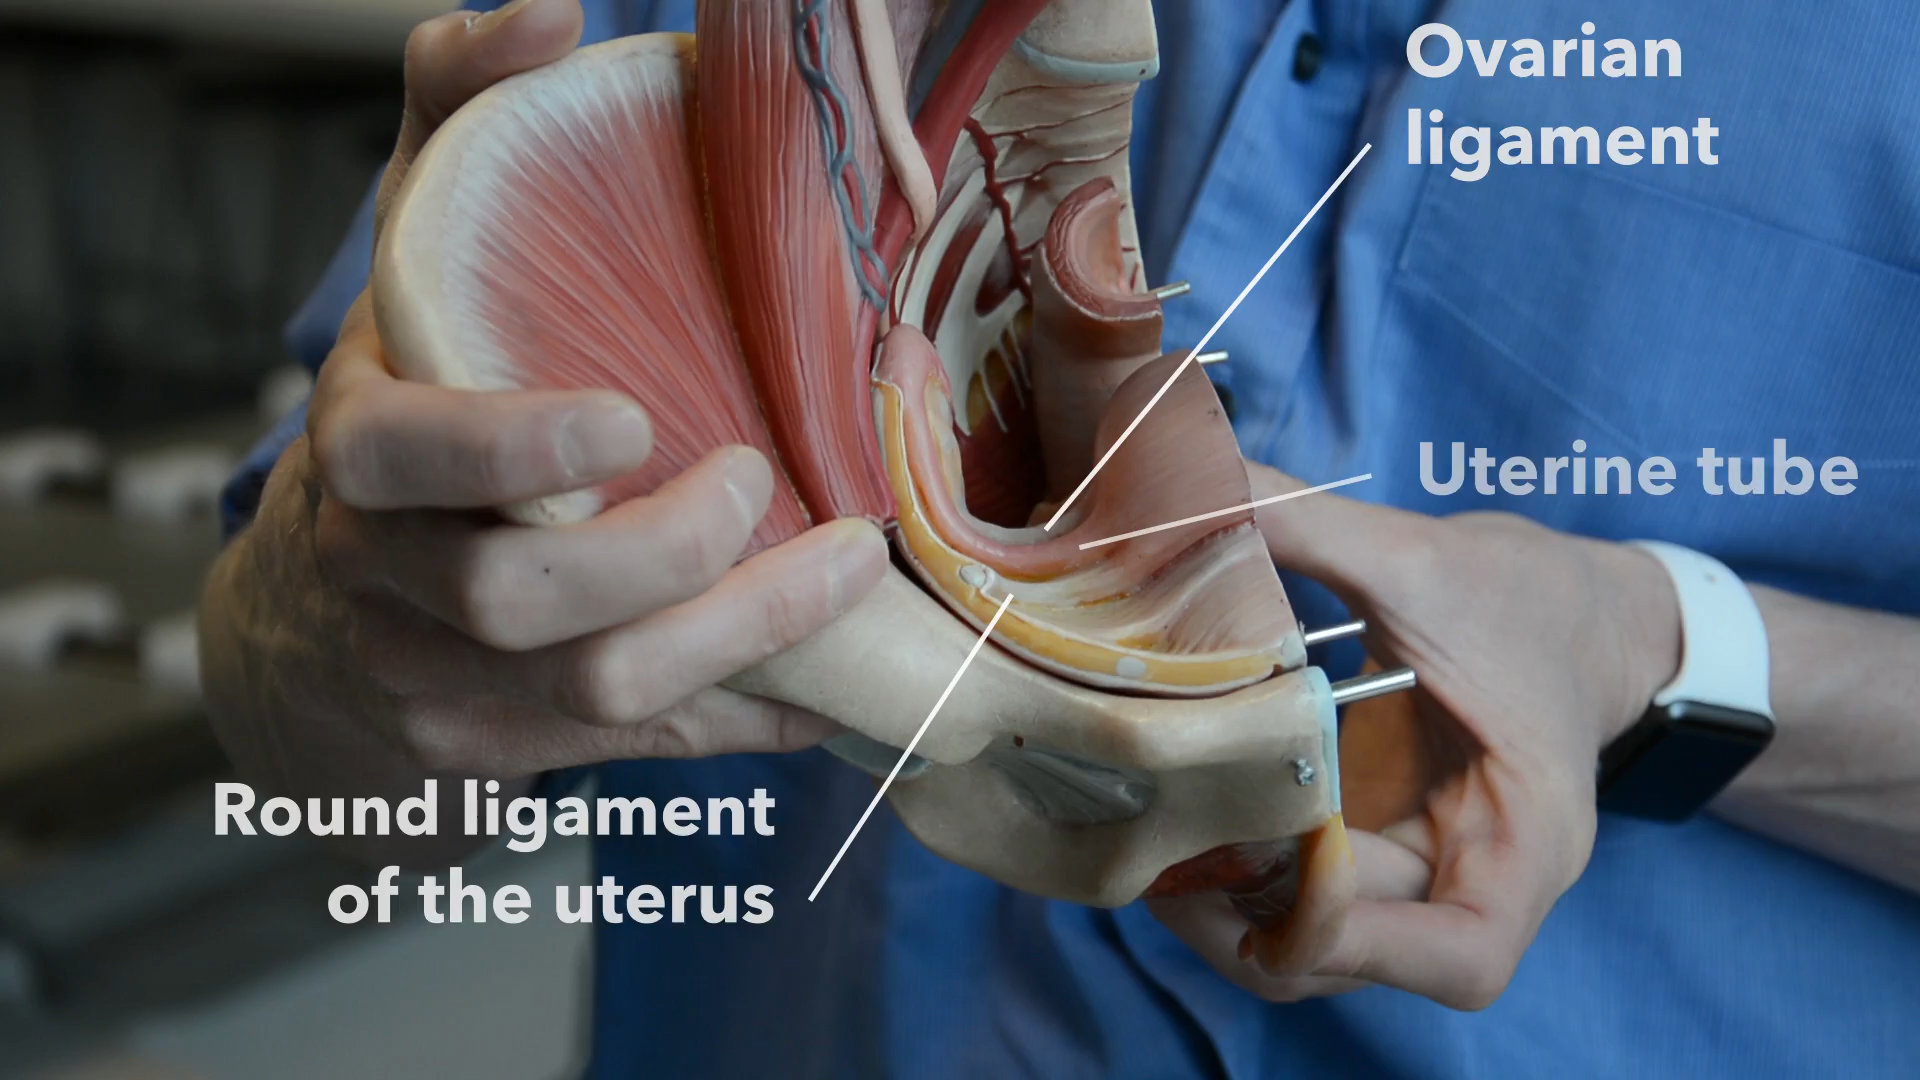 Ovarian
ligament
Uterine tube
Round ligament
of the uterus